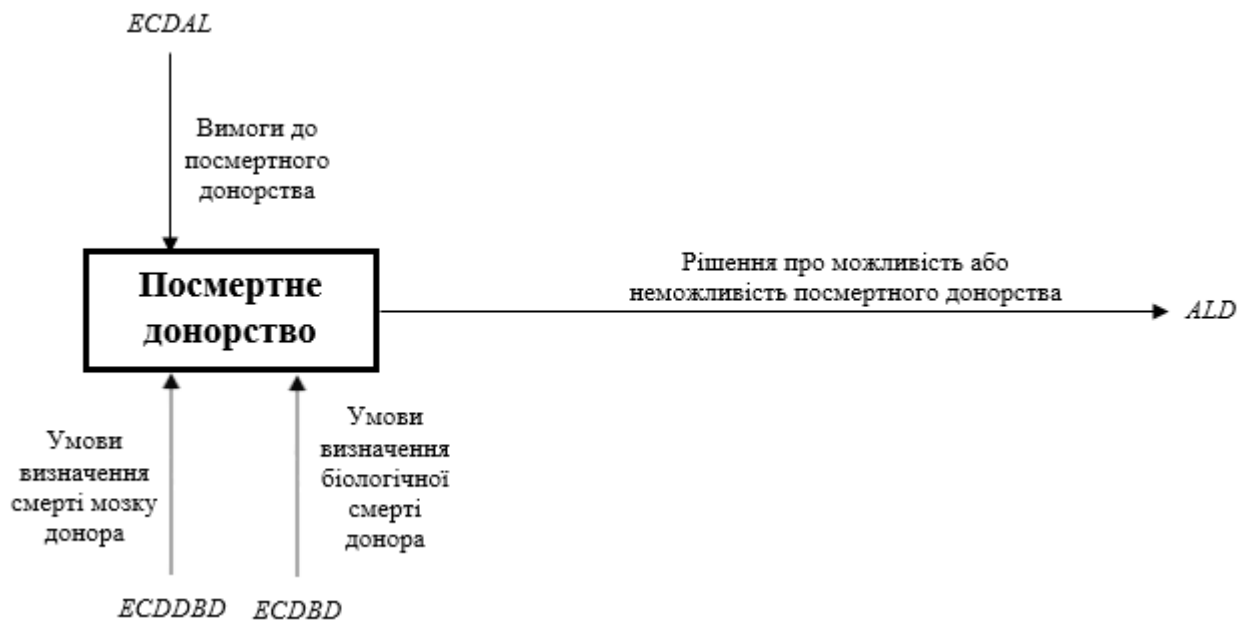 ECDAL
Вимоги до
посмертного
донорства
Посмертне
донорство
Рішення про можливість або
неможливість посмертного донорства
ALD
Умови
визначення
смерті мозку
донора
Умови
визначення
біологічної
смерті
донора
ECDDBD
ECDBD